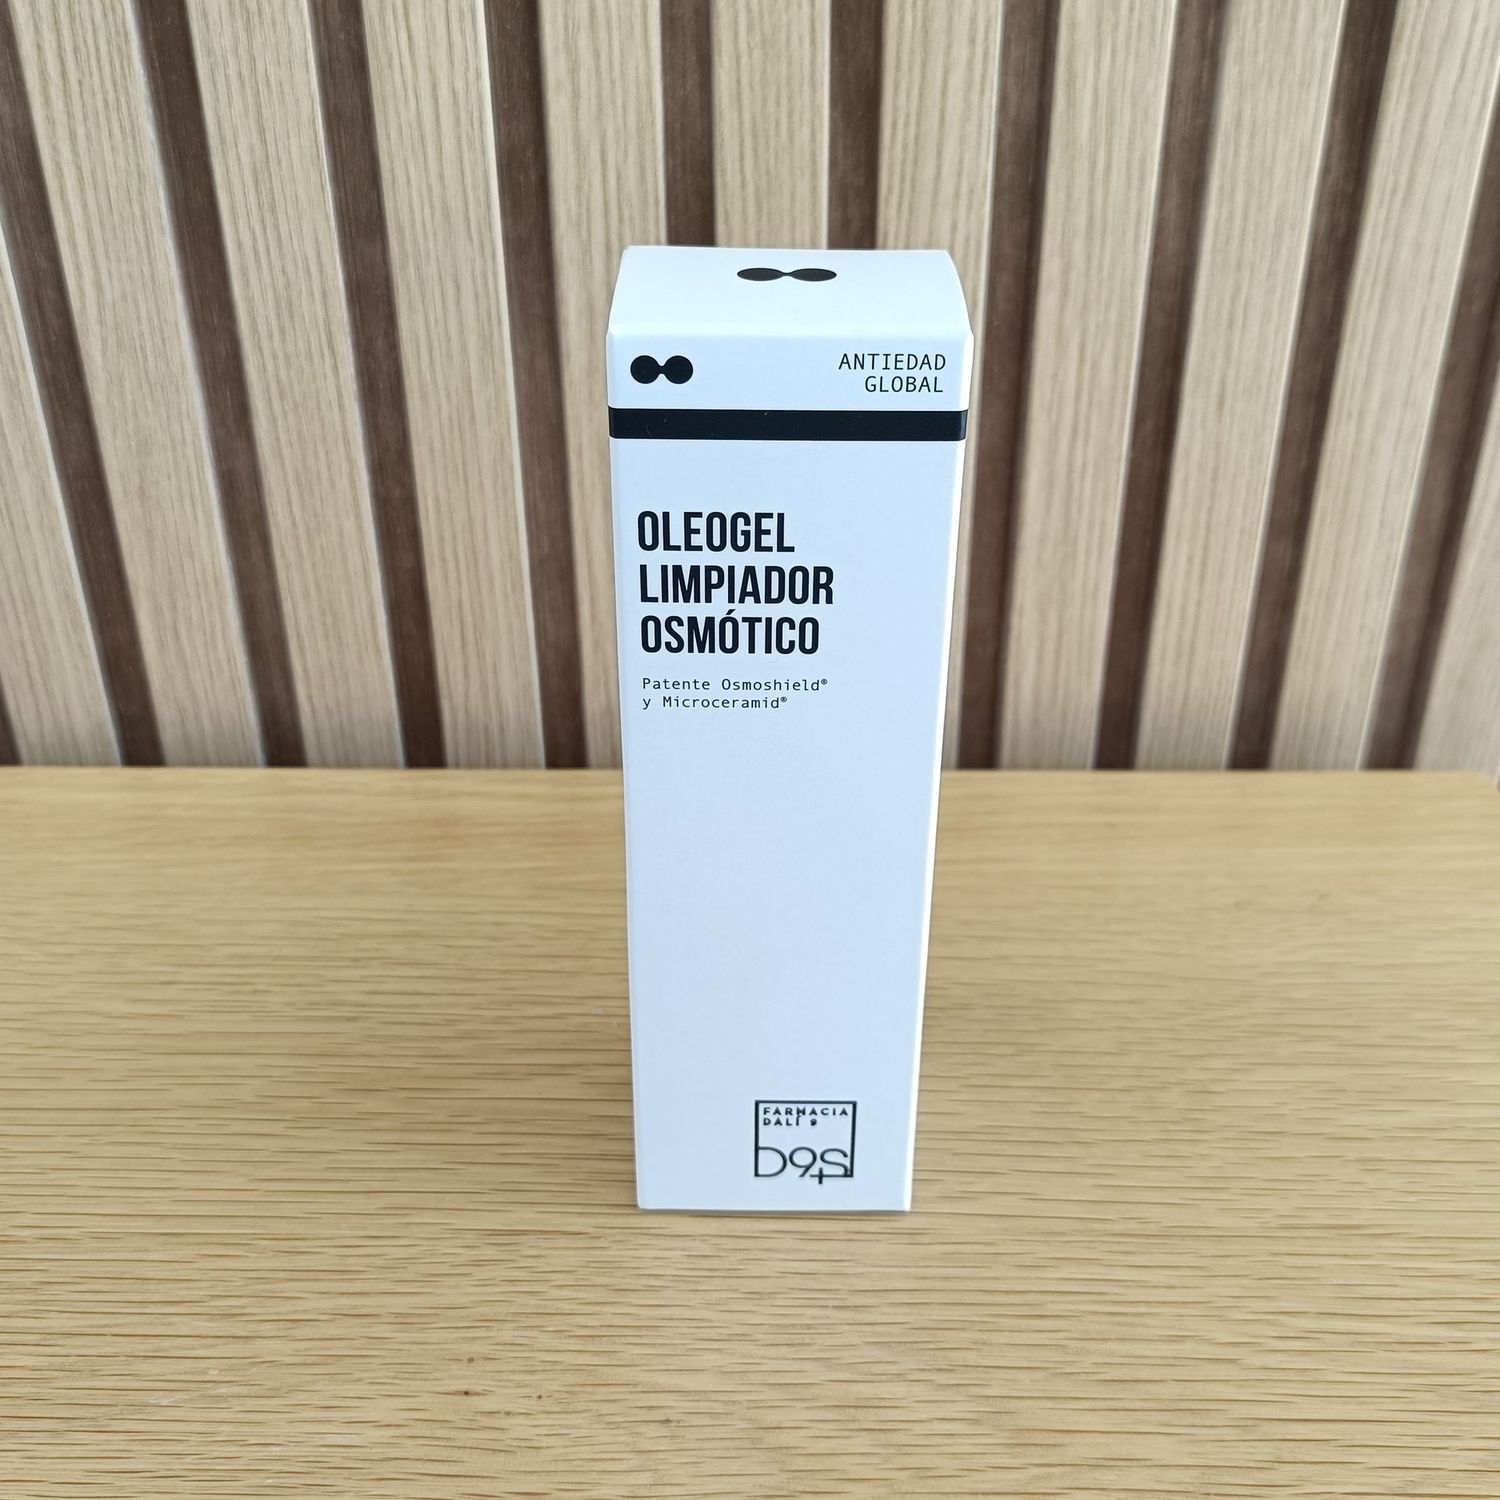 ANTIEDAD
GLOBAL
OLEOGEL
LIMPIADOR
OSMÓTICO
Patente Osmoshield®
y Microceramid®
FARMACIA
DALÍ 9
D9S